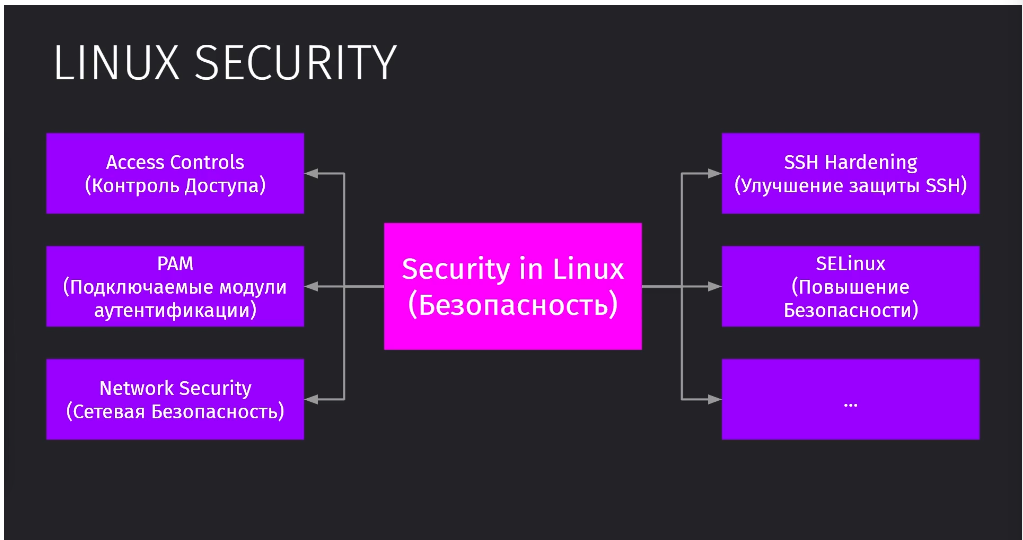 LINUX SECURITY
Access Controls
(Контроль Доступа)
PAM
(Подключаемые модули
аутентификации)
Network Security
(Сетевая Безопасность)
Security in Linux
(Безопасность)
SSH Hardening
(Улучшение защиты SSH)
SELinux
(Повышение
Безопасности)
...